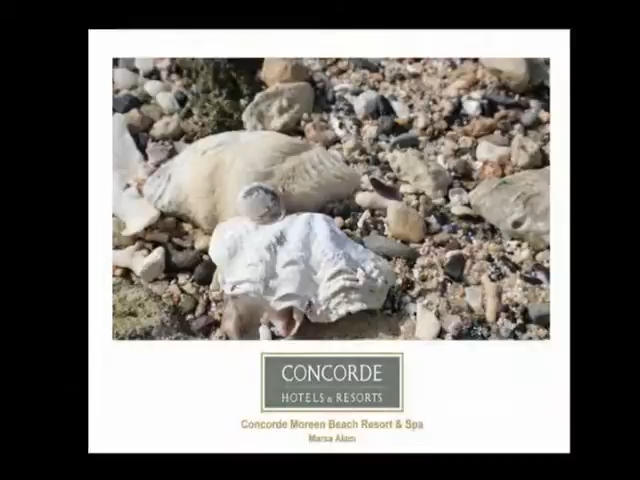 CONCORDE
HOTELS & RESORTS
Concorde Moreen Beach Resort & Spa
Marsa Alam